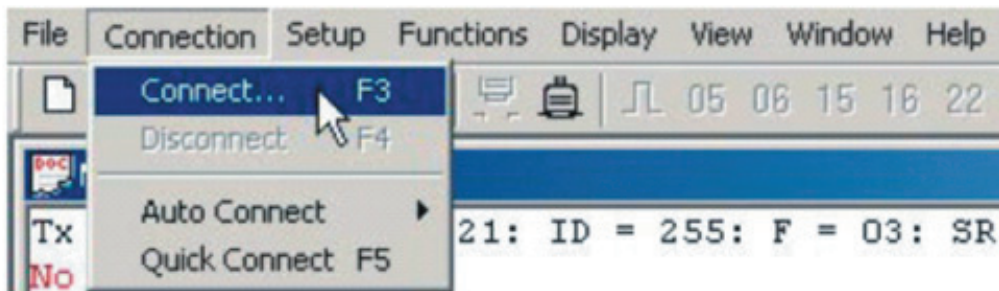 File Connection Setup Functions Display View Window Help
Connect... F3
05 06 15 16 22
Disconnect F4
DOC
Auto Connect
Tx 21: ID = 255: F = 03: SR
Quick Connect F5
No